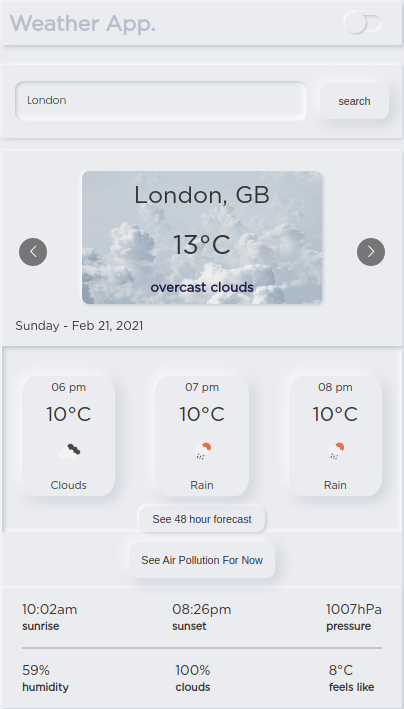 Weather App.
London
search
London, GB
13°C
overcast clouds
Sunday - Feb 21, 2021
06 pm 07 pm 08 pm
10°C 10°C 10°C
Clouds Rain Rain
See 48 hour forecast
See Air Pollution For Now
10:02am 08:26pm 1007hPa
sunrise sunset pressure
59% 100% 8°C
humidity clouds feels like